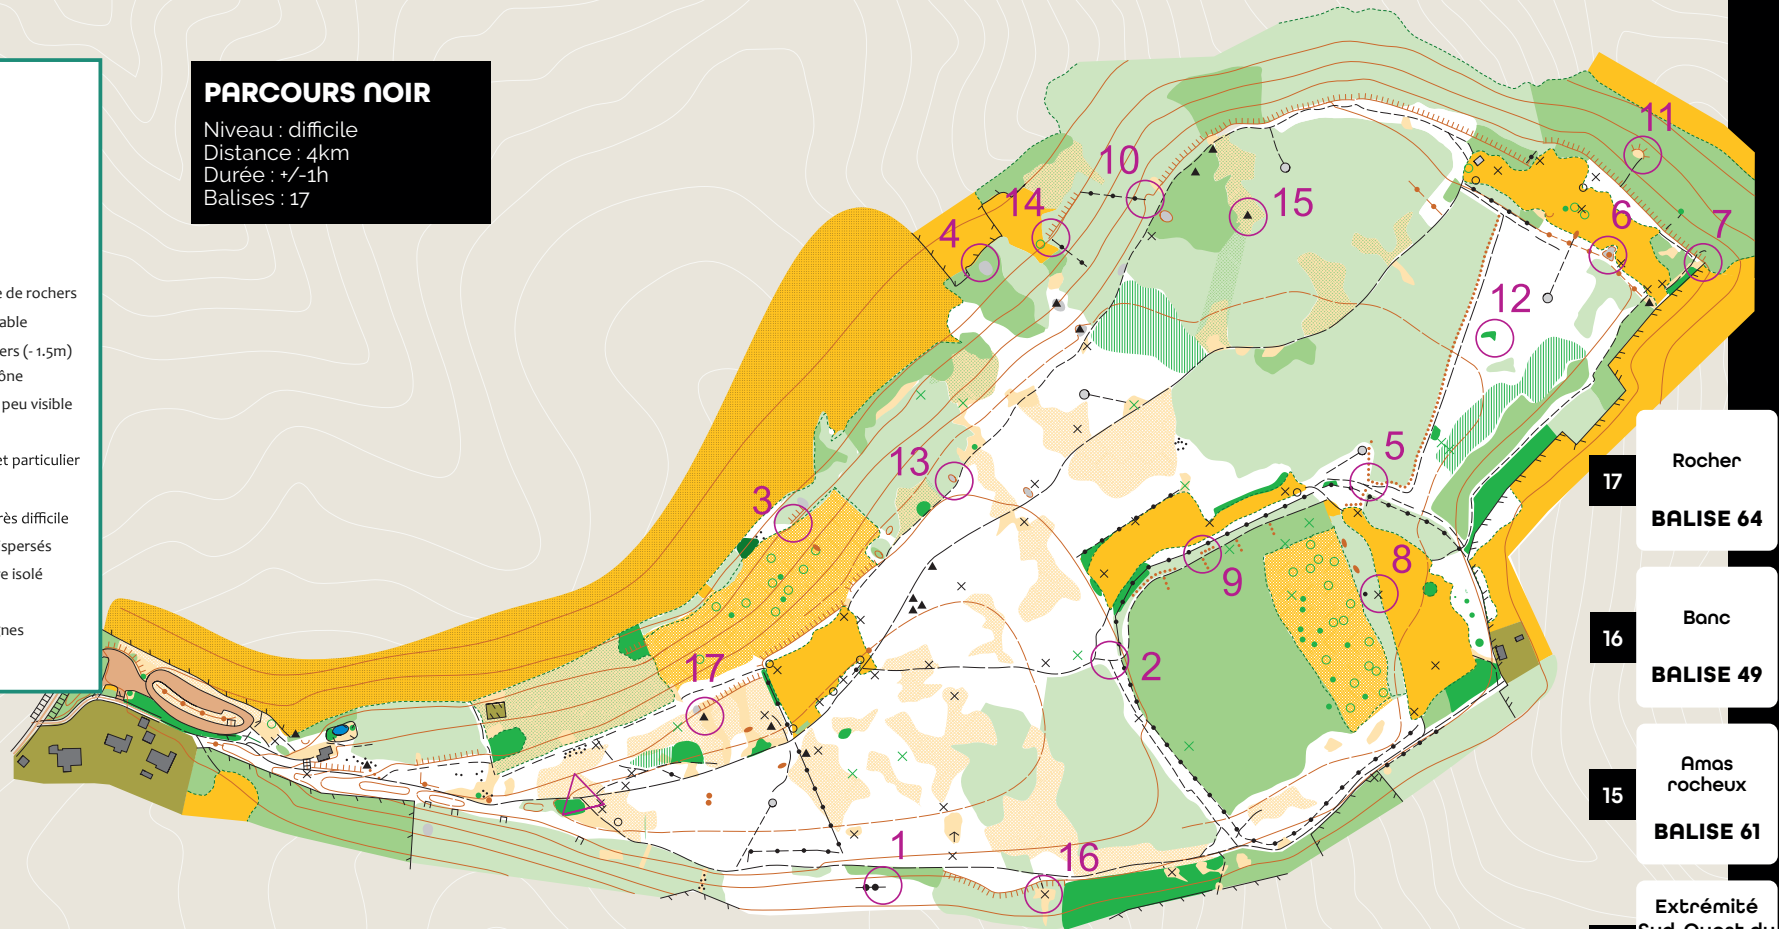 PARCOURS NOIR
Niveau : difficile
Distance : 4km
Durée : +/-1h
Balises : 17
e de rochers
able
ers (- 1.5m)
ône
peu visible
et particulier
rès difficile
spersés
e isolé
nes
11
10
15
14
6
7
4
12
5
13
3
8
9
2
17
1
16
17
Rocher
BALISE 64
16
Banc
BALISE 49
15
Amas
rocheux
BALISE 61
Extrémité
Sud-Ouest du